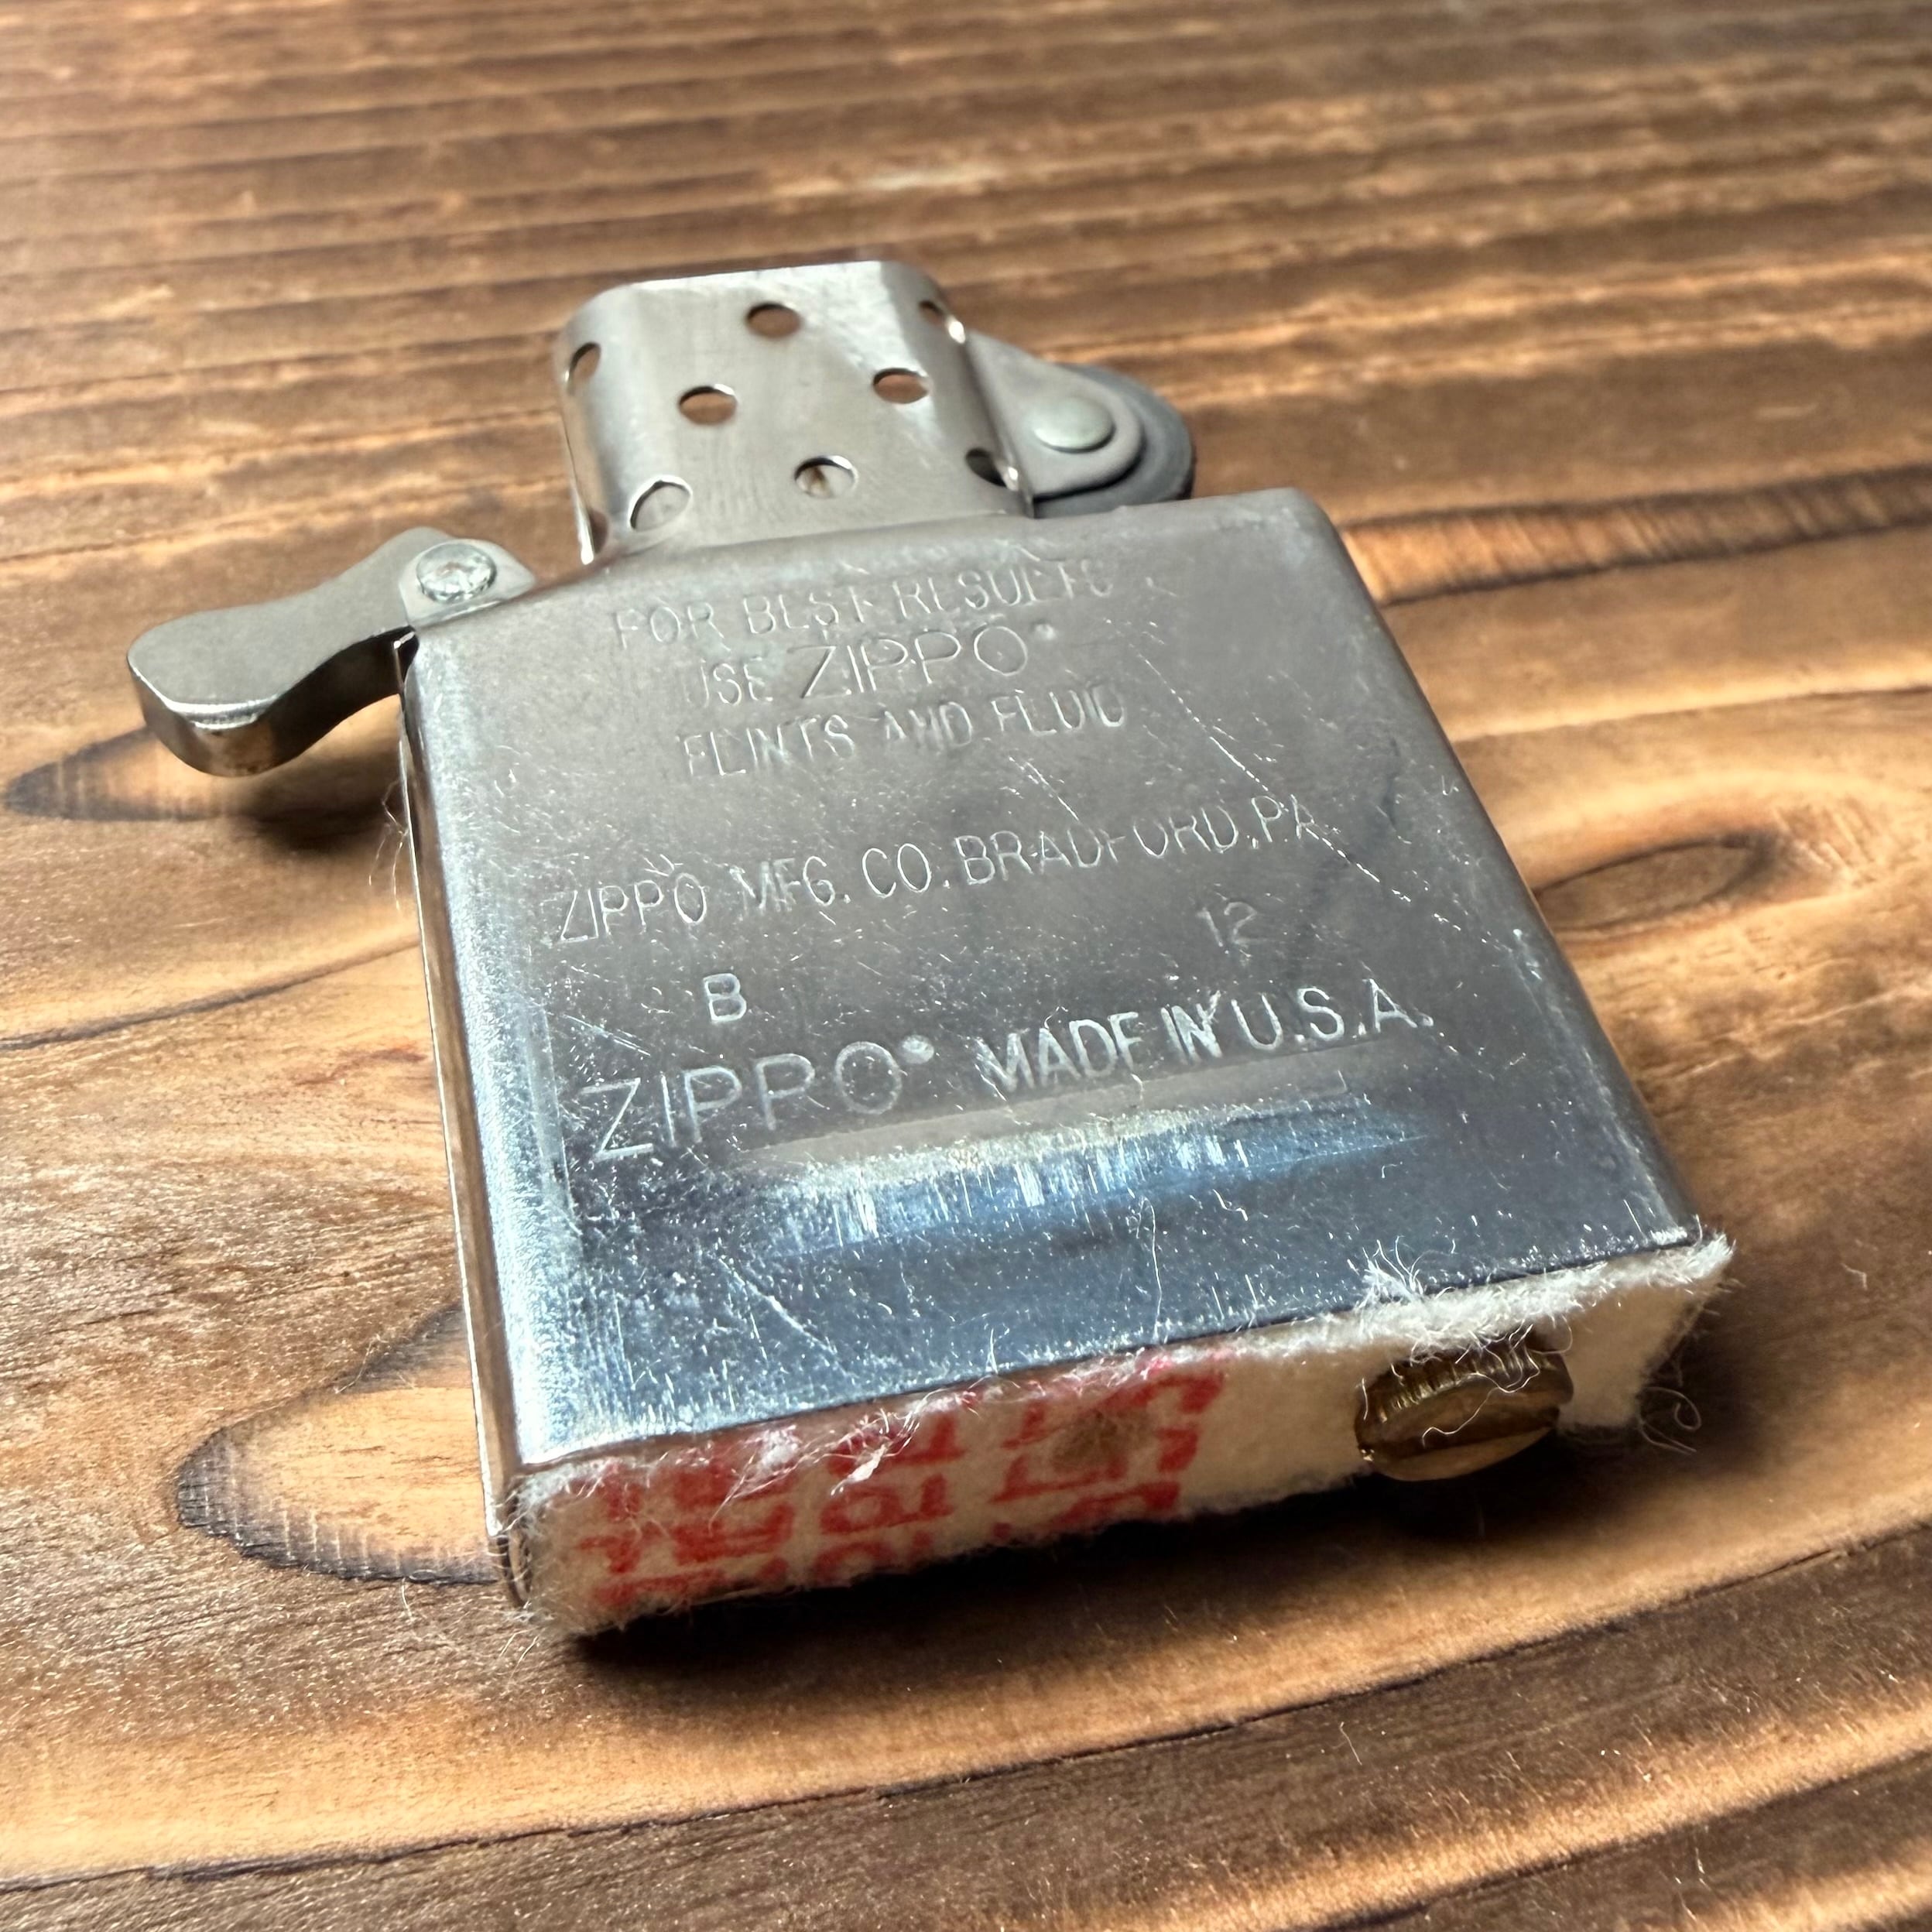 FOR BEST RESULTS
USE ZIPPO®
FLINTS AND FLUID
ZIPPO MFG. CO. BRADFORD, PA
B 12
ZIPPO® MADE IN U.S.A.